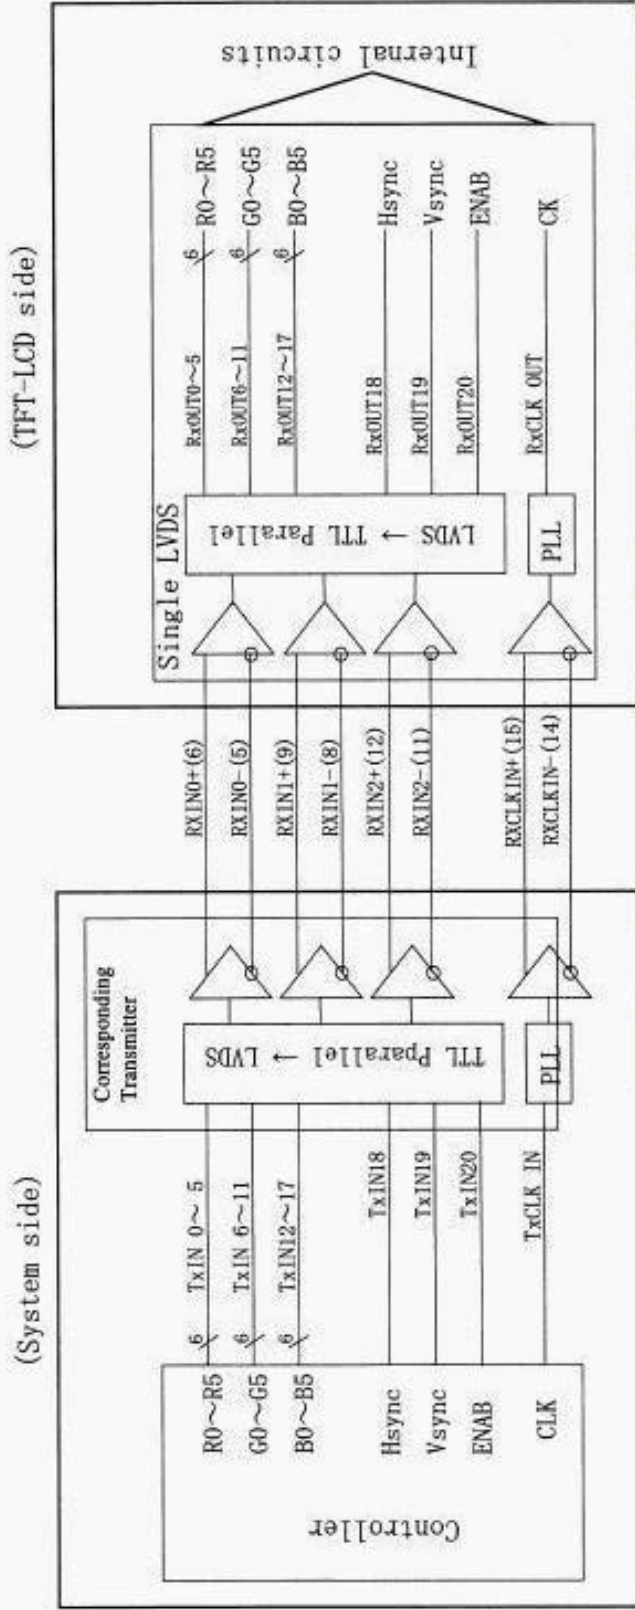 (System side)
(TFT-LCD side)
Controller
R0~R5
G0~G5
B0~B5
Hsync
Vsync
ENAB
CLK
6
6
6
TxIN 0~ 5
TxIN 6~11
TxIN12~17
TxIN18
TxIN19
TxIN20
TxCLK IN
Corresponding
Transmitter
TTL Pparallel → LVDS
PLL
RXIN0+(6)
RXIN0-(5)
RXIN1+(9)
RXIN1-(8)
RXIN2+(12)
RXIN2-(11)
RXCLKIN+(15)
RXCLKIN-(14)
Single LVDS
LVDS → TTL Parallel
PLL
RxOUT0~5
RxOUT6~11
RxOUT12~17
RxOUT18
RxOUT19
RxOUT20
RxCLK OUT
6
6
6
R0~R5
G0~G5
B0~B5
Hsync
Vsync
ENAB
CK
Internal circuits